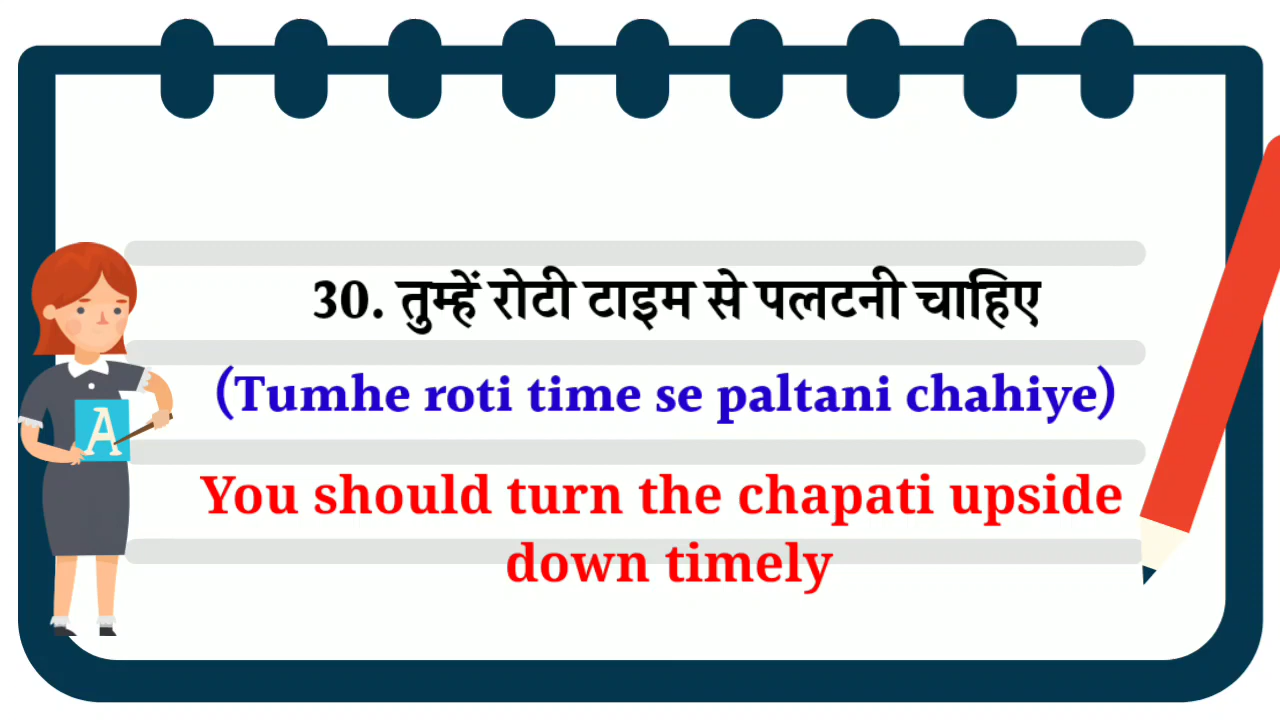 30. तुम्हें रोटी टाइम से पलटनी चाहिए
(Tumhe roti time se paltani chahiye)
You should turn the chapati upside
down timely
A